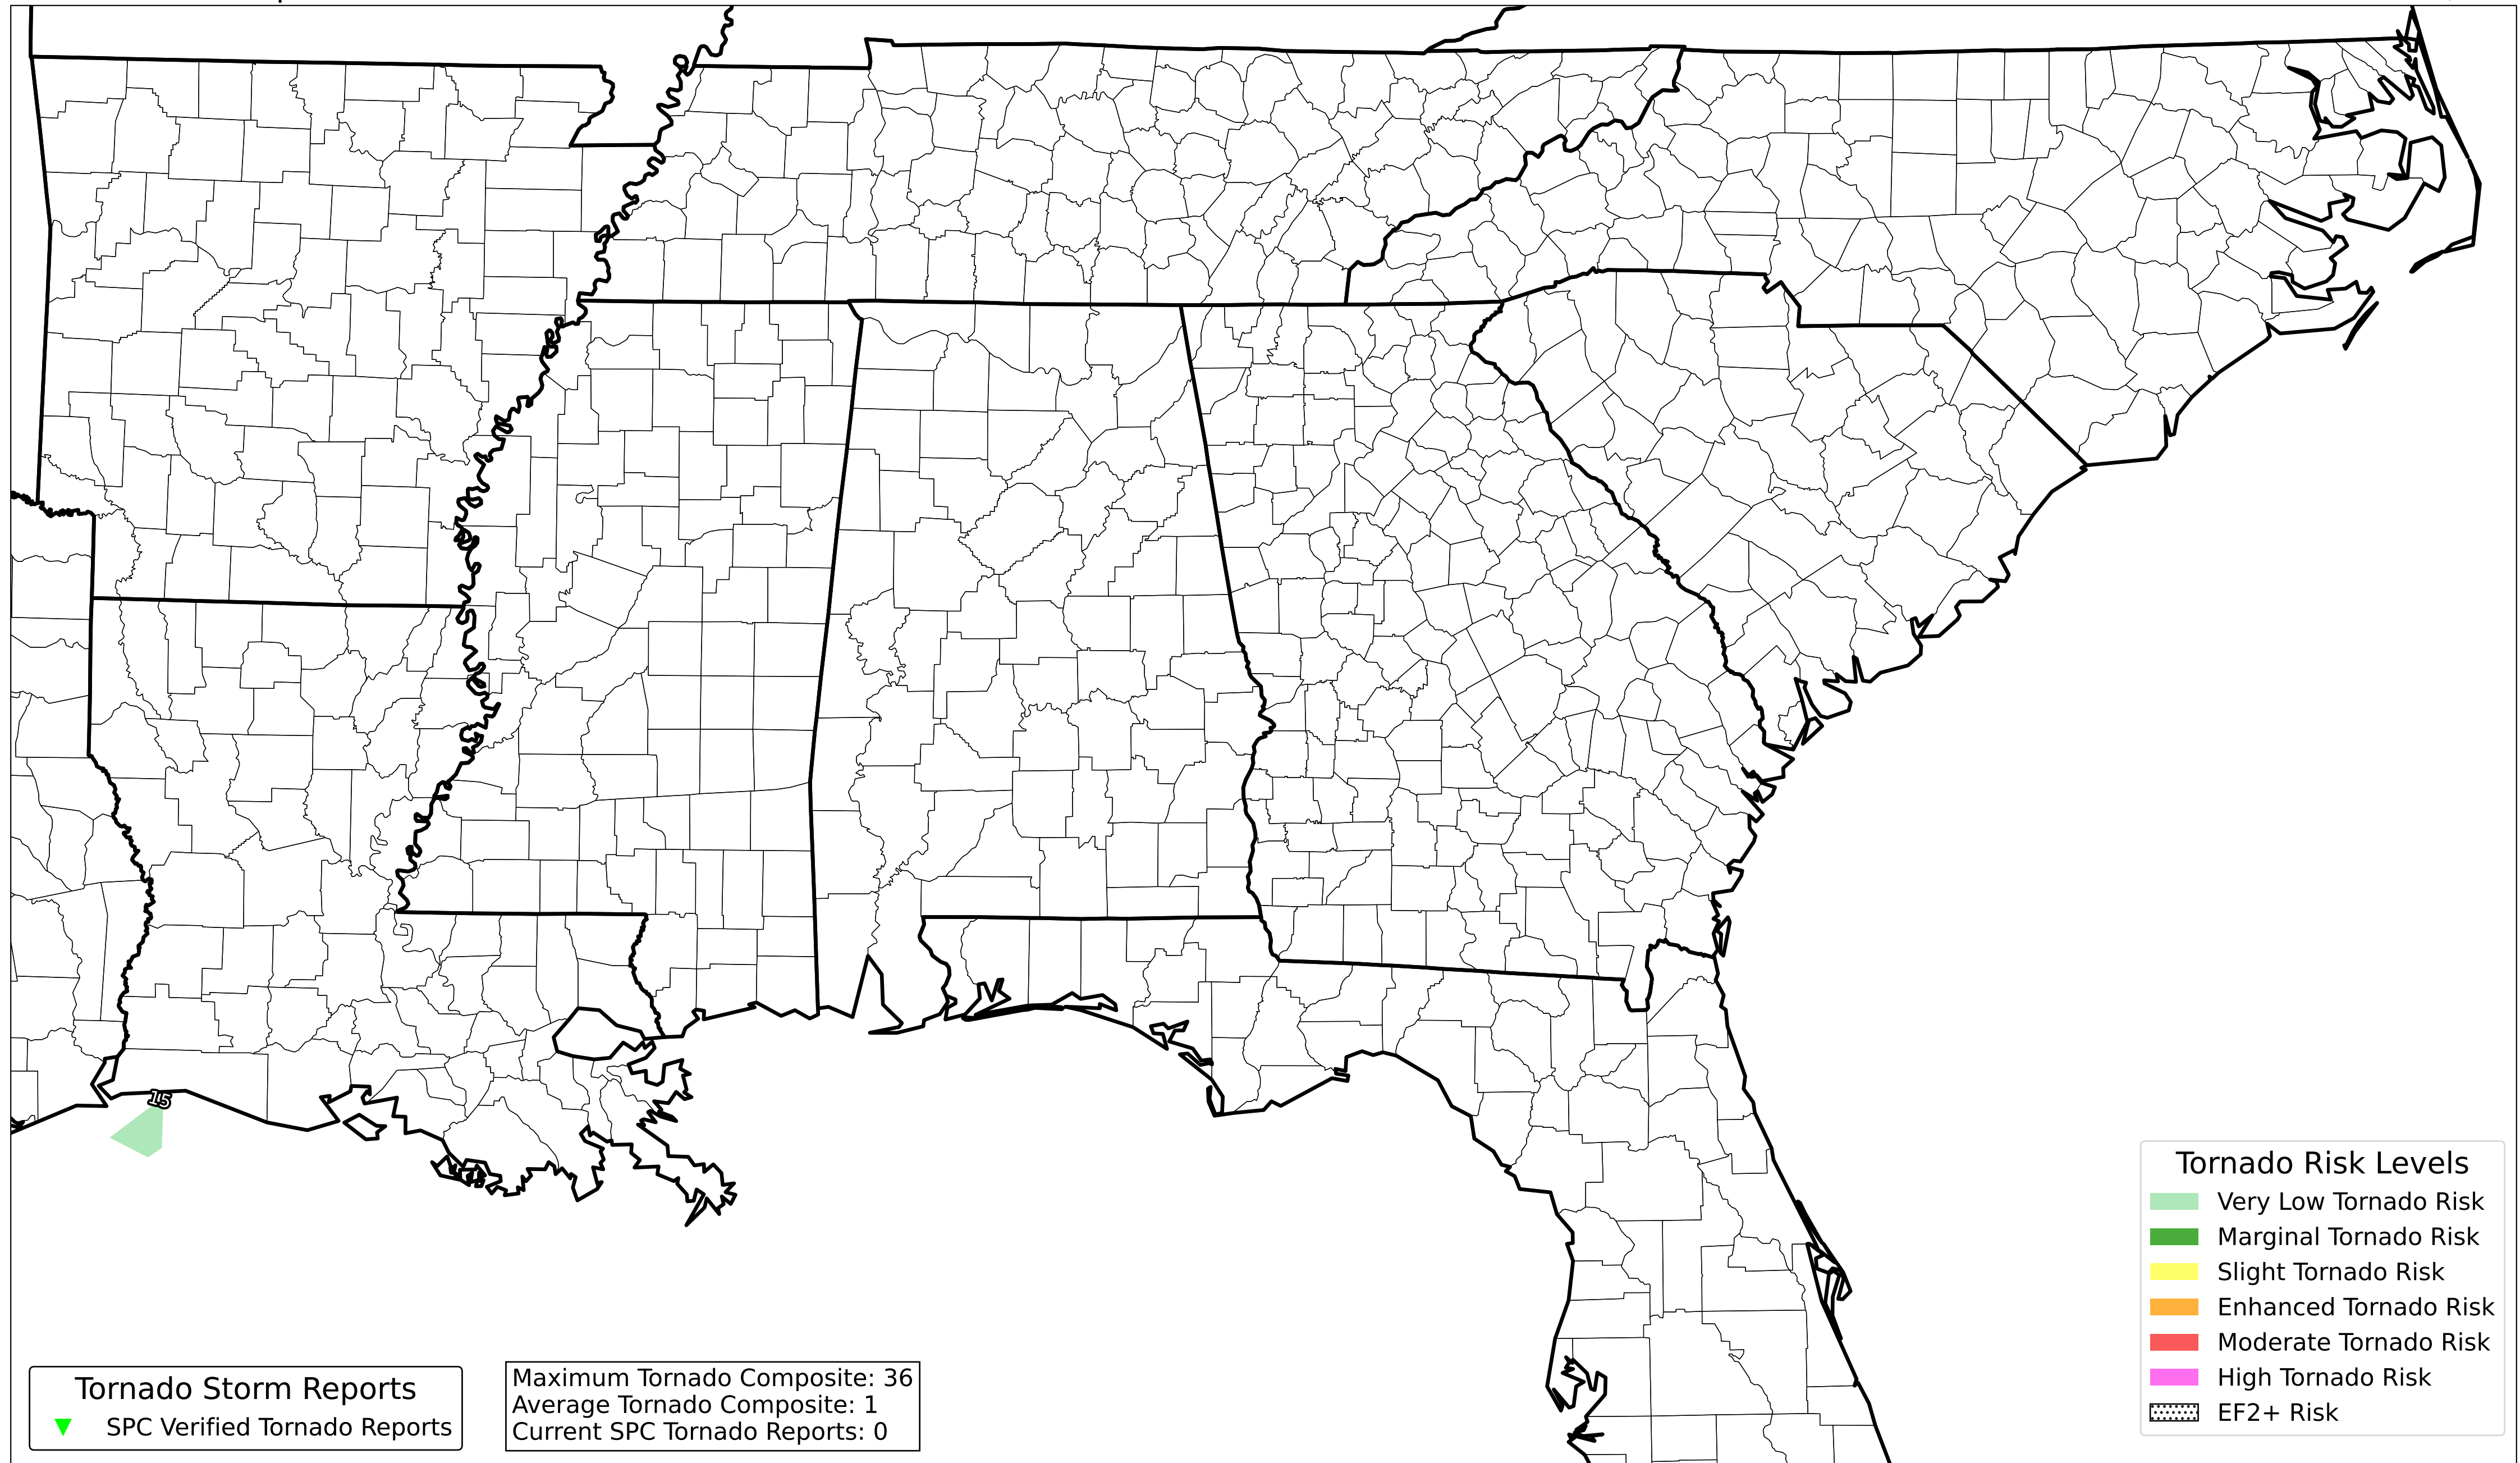 15
Tornado Risk Levels
Very Low Tornado Risk
Marginal Tornado Risk
Slight Tornado Risk
Enhanced Tornado Risk
Moderate Tornado Risk
High Tornado Risk
EF2+ Risk
Tornado Storm Reports
SPC Verified Tornado Reports
Maximum Tornado Composite: 36
Average Tornado Composite: 1
Current SPC Tornado Reports: 0